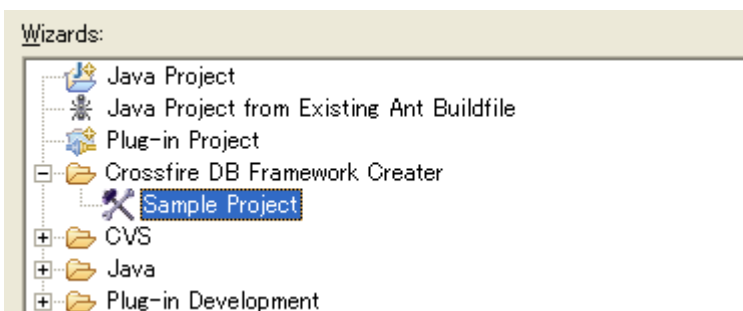 Wizards:
Java Project
Java Project from Existing Ant Buildfile
Plug-in Project
Crossfire DB Framework Creater
Sample Project
CVS
Java
Plug-in Development